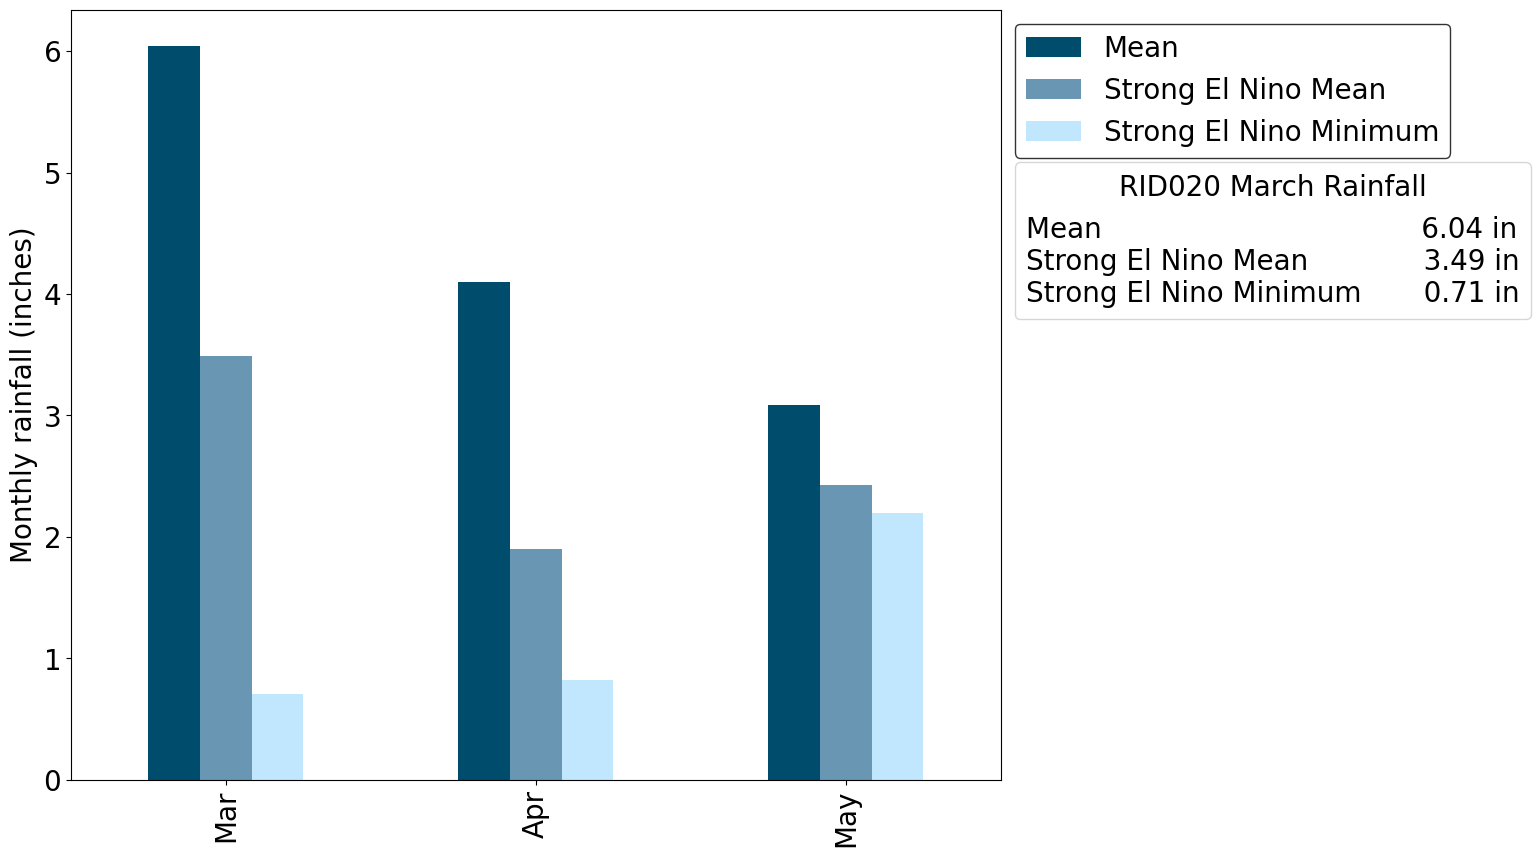 Monthly rainfall (inches)
6
5
4
3
2
1
0
Mar
Apr
May
Mean
Strong El Nino Mean
Strong El Nino Minimum
RID020 March Rainfall
Mean 6.04 in
Strong El Nino Mean 3.49 in
Strong El Nino Minimum 0.71 in